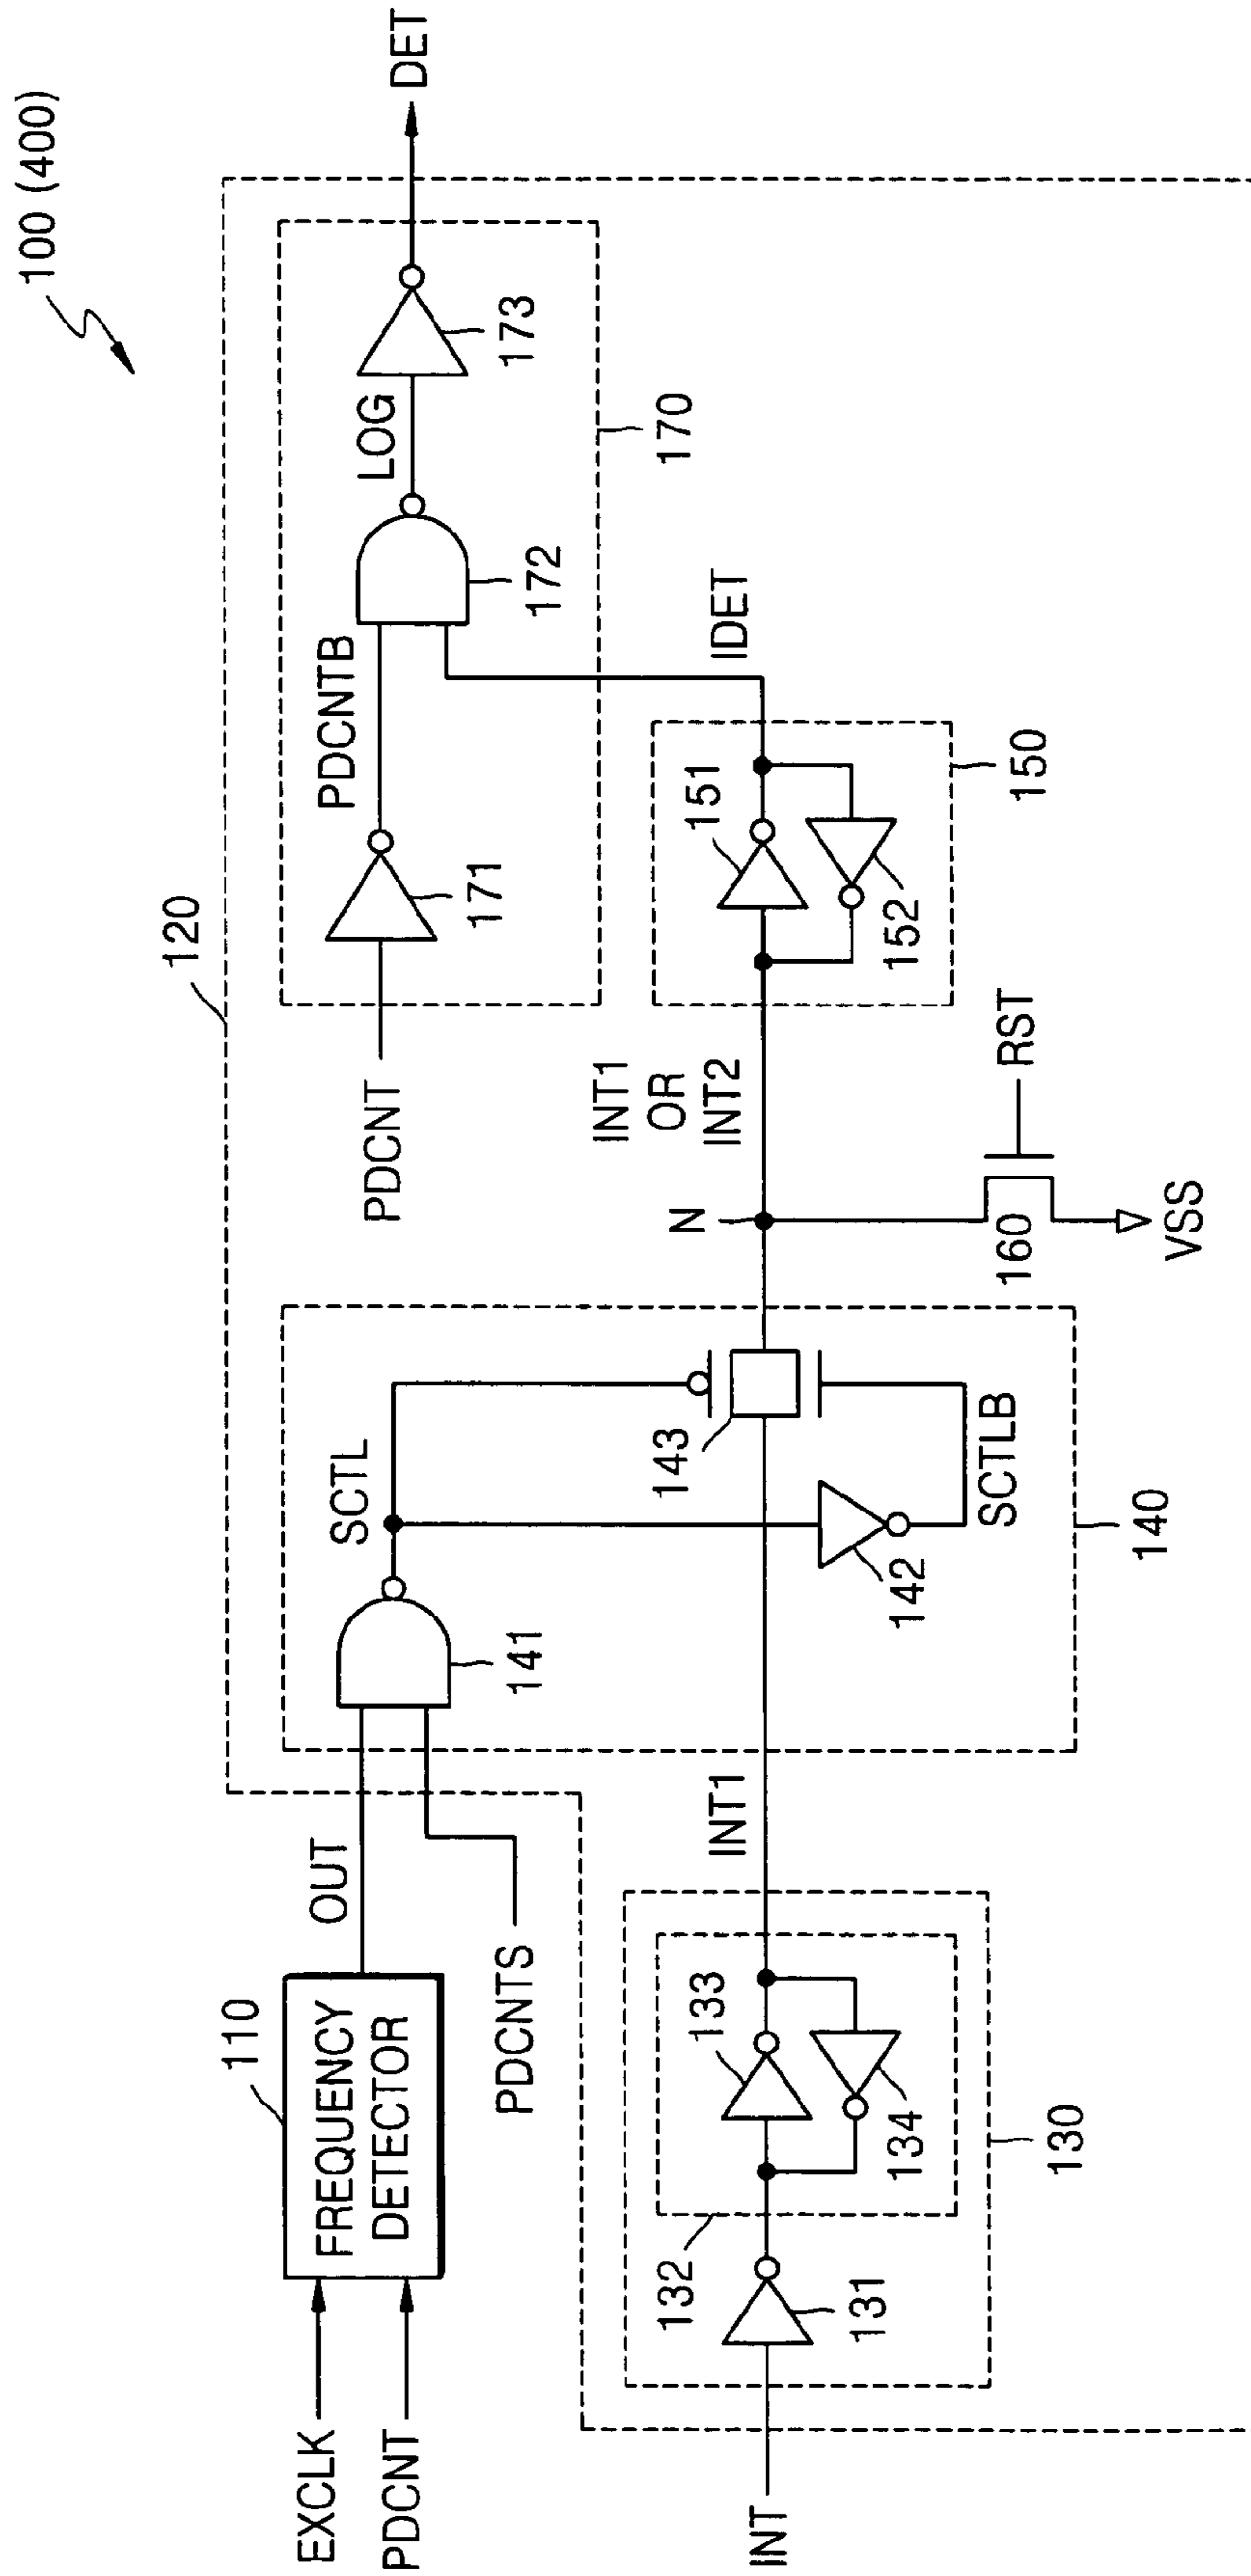 100 (400)
120
110
EXCLK
PDCNT
FREQUENCY
DETECTOR
OUT
PDCNTS
141
SCTL
143
142
SCTLB
140
PDCNT
171
PDCNTB
172
LOG
173
DET
170
INT
131
132
133
134
130
INT1
N
INT1
OR
INT2
160
RST
VSS
151
152
150
IDET